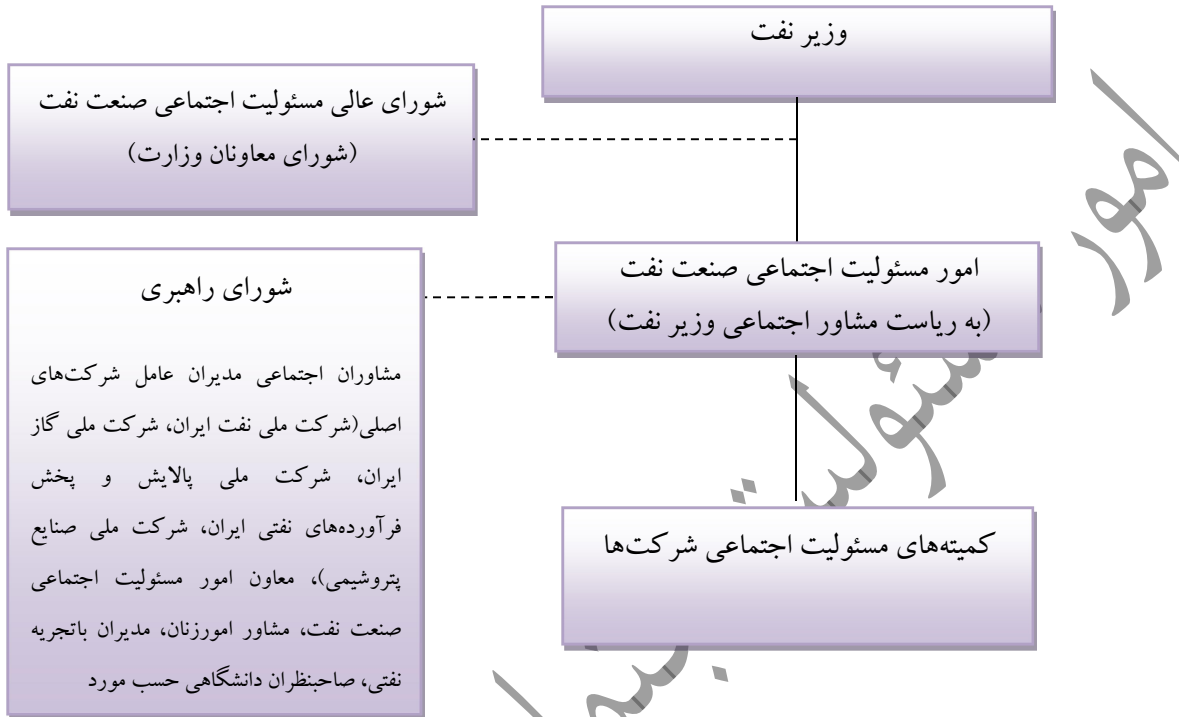 وزیر نفت
شورای عالی مسئولیت اجتماعی صنعت نفت
(شورای معاونان وزارت)
امور مسئولیت اجتماعی صنعت نفت
(به ریاست مشاور اجتماعی وزیر نفت)
شورای راهبری
مشاوران اجتماعی مدیران عامل شرکت‌های
اصلی(شرکت ملی نفت ایران، شرکت ملی گاز
ایران، شرکت ملی پالایش و پخش
فرآورده‌های نفتی ایران، شرکت ملی صنایع
پتروشیمی)، معاون امور مسئولیت اجتماعی
صنعت نفت، مشاور امورزنان، مدیران باتجربه
نفتی، صاحبنظران دانشگاهی حسب مورد
کمیته‌های مسئولیت اجتماعی شرکت‌ها
امور